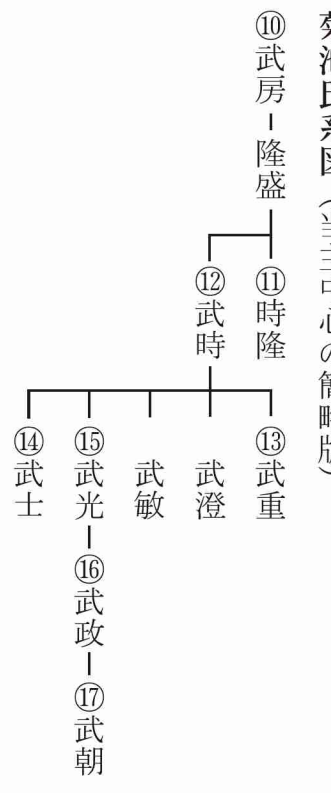 菊池氏系図（当主中心の簡略版）
⑩武房
隆盛
⑪時隆
⑫武時
⑬武重
武澄
武敏
⑮武光
⑯武政
⑰武朝
⑭武士